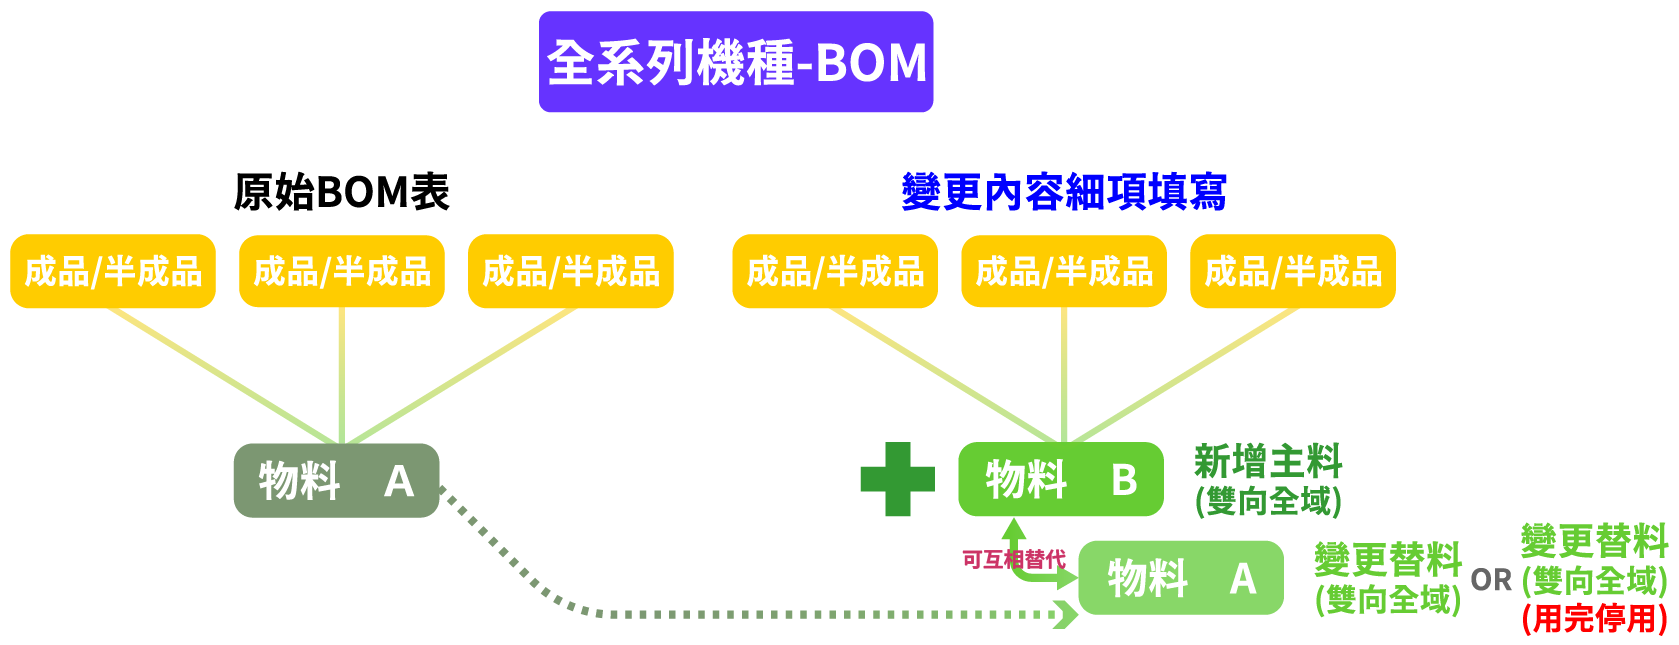 全系列機種-BOM
原始BOM表
變更內容細項填寫
成品/半成品
成品/半成品
成品/半成品
成品/半成品
成品/半成品
成品/半成品
物料 A
物料 B
新增主料
(雙向全域)
可互相替代
物料 A
變更替料
(雙向全域)
OR
變更替料
(雙向全域)
(用完停用)